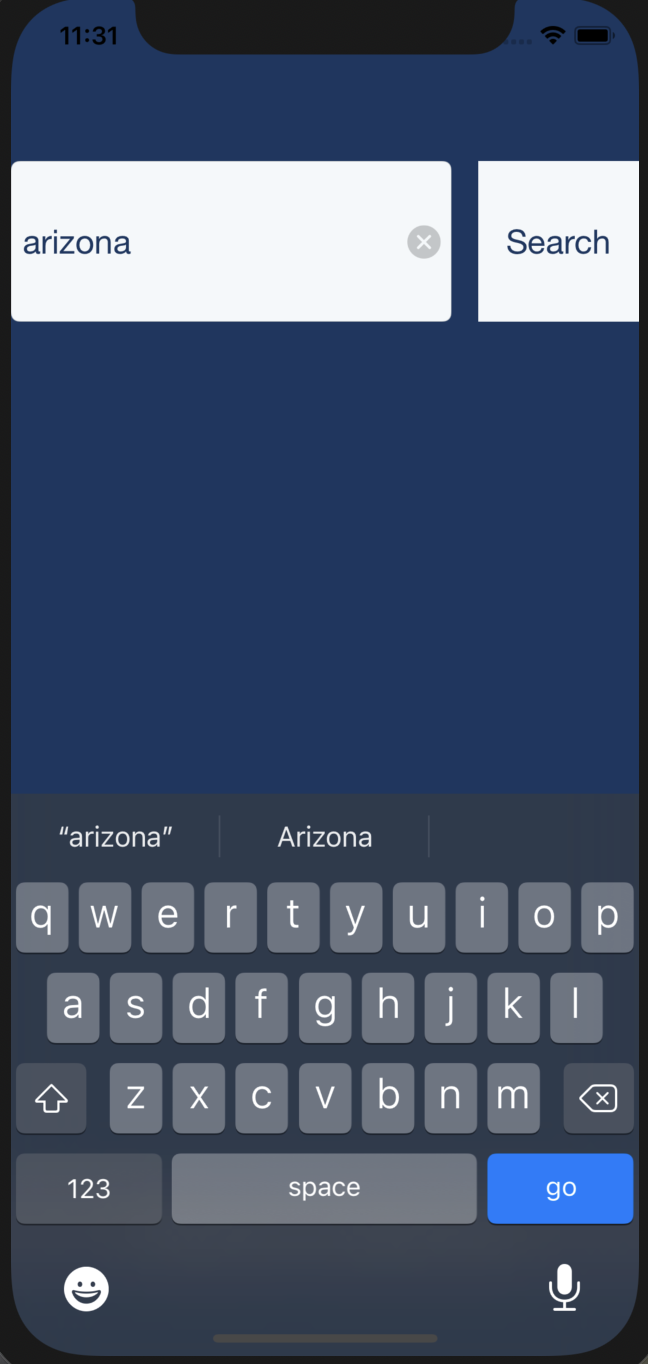 11:31
arizona
Search
“arizona” Arizona
q w e r t y u i o p
a s d f g h j k l
z x c v b n m
123 space go